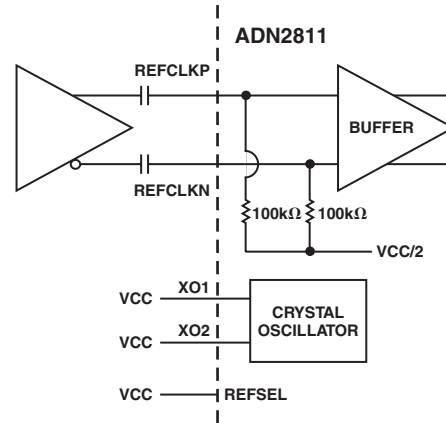 ADN2811
REFCLKP
BUFFER
REFCLKN
100kΩ 100kΩ
VCC/2
VCC XO1
CRYSTAL
OSCILLATOR
VCC XO2
VCC REFSEL